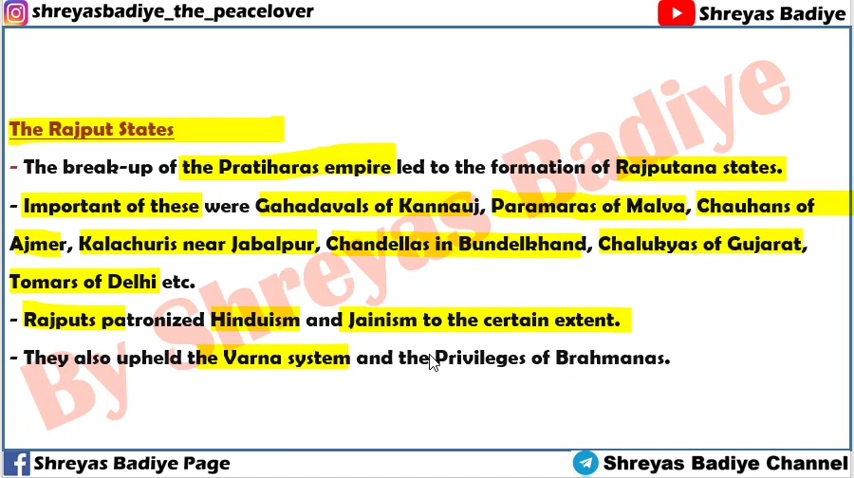 shreyasbadiye_the_peacelover
Shreyas Badiye
The Rajput States
- The break-up of the Pratiharas empire led to the formation of Rajputana states.
- Important of these were Gahadavals of Kannauj, Paramaras of Malva, Chauhans of
Ajmer, Kalachuris near Jabalpur, Chandellas in Bundelkhand, Chalukyas of Gujarat,
Tomars of Delhi etc.
- Rajputs patronized Hinduism and Jainism to the certain extent.
- They also upheld the Varna system and the Privileges of Brahmanas.
By Shreyas Badiye
Shreyas Badiye Page
Shreyas Badiye Channel